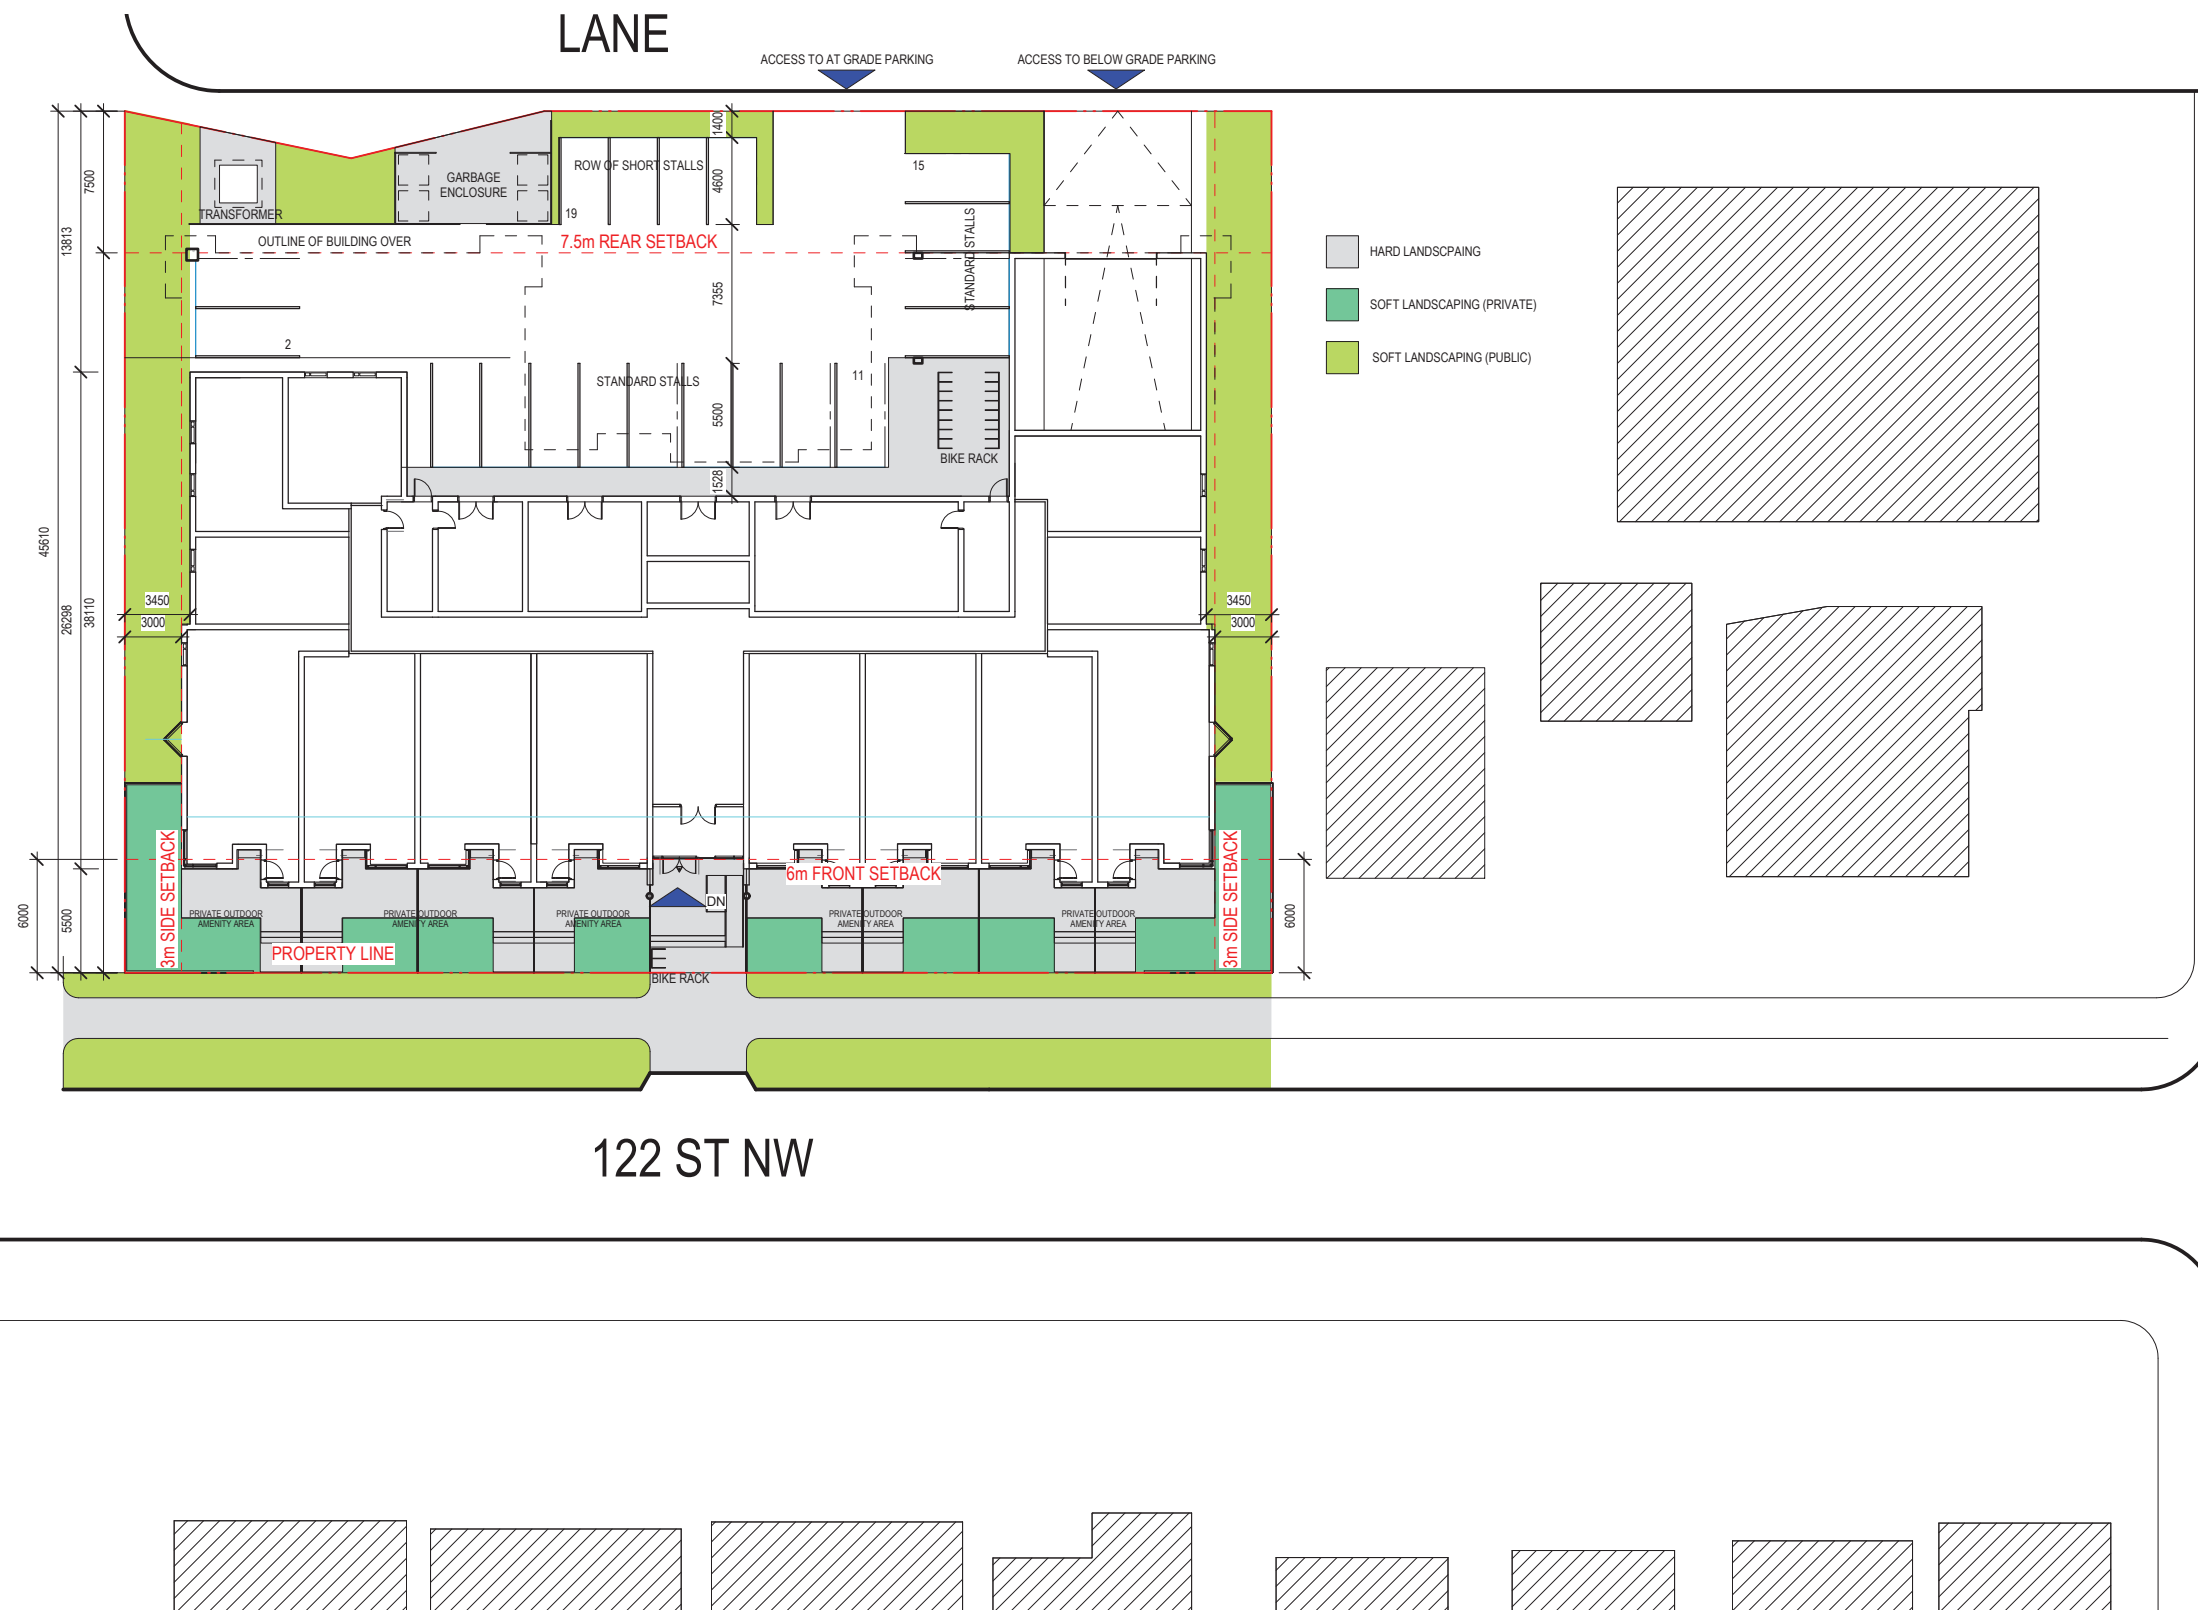 LANE
ACCESS TO AT GRADE PARKING
ACCESS TO BELOW GRADE PARKING
1400
ROW OF SHORT STALLS
15
GARBAGE
ENCLOSURE
4600
7500
TRANSFORMER
19
OUTLINE OF BUILDING OVER
7.5m REAR SETBACK
13813
STANDARD STALLS
HARD LANDSCPAING
7355
SOFT LANDSCAPING (PRIVATE)
2
SOFT LANDSCAPING (PUBLIC)
STANDARD STALLS
11
5500
BIKE RACK
1528
45610
26298
38110
3450
3000
3450
3000
3m SIDE SETBACK
6m FRONT SETBACK
3m SIDE SETBACK
DN
6000
5500
PRIVATE OUTDOOR
AMENITY AREA
PRIVATE OUTDOOR
AMENITY AREA
PRIVATE OUTDOOR
AMENITY AREA
PRIVATE OUTDOOR
AMENITY AREA
PRIVATE OUTDOOR
AMENITY AREA
6000
PROPERTY LINE
BIKE RACK
122 ST NW